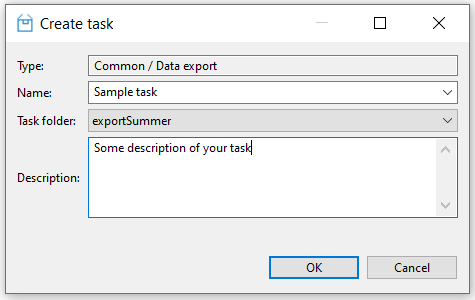 Create task
Type: Common / Data export
Name: Sample task
Task folder: exportSummer
Description: Some description of your task
OK Cancel